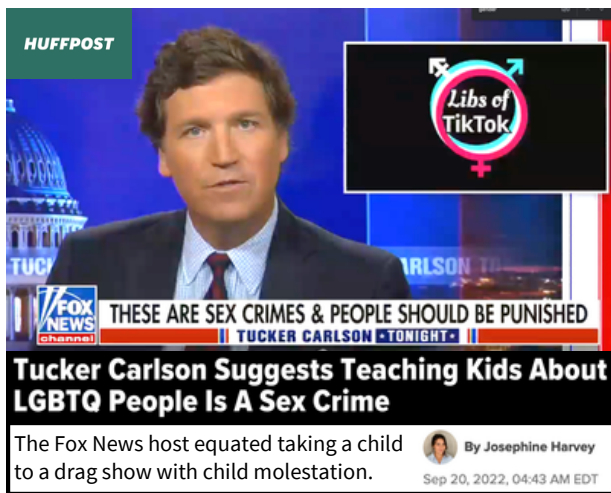 HUFFPOST
Libs of
TikTok
TUC
ARLSON
FOX
NEWS
channel
THESE ARE SEX CRIMES & PEOPLE SHOULD BE PUNISHED
TUCKER CARLSON TONIGHT
Tucker Carlson Suggests Teaching Kids About
LGBTQ People Is A Sex Crime
The Fox News host equated taking a child
to a drag show with child molestation.
By Josephine Harvey
Sep 20, 2022, 04:43 AM EDT